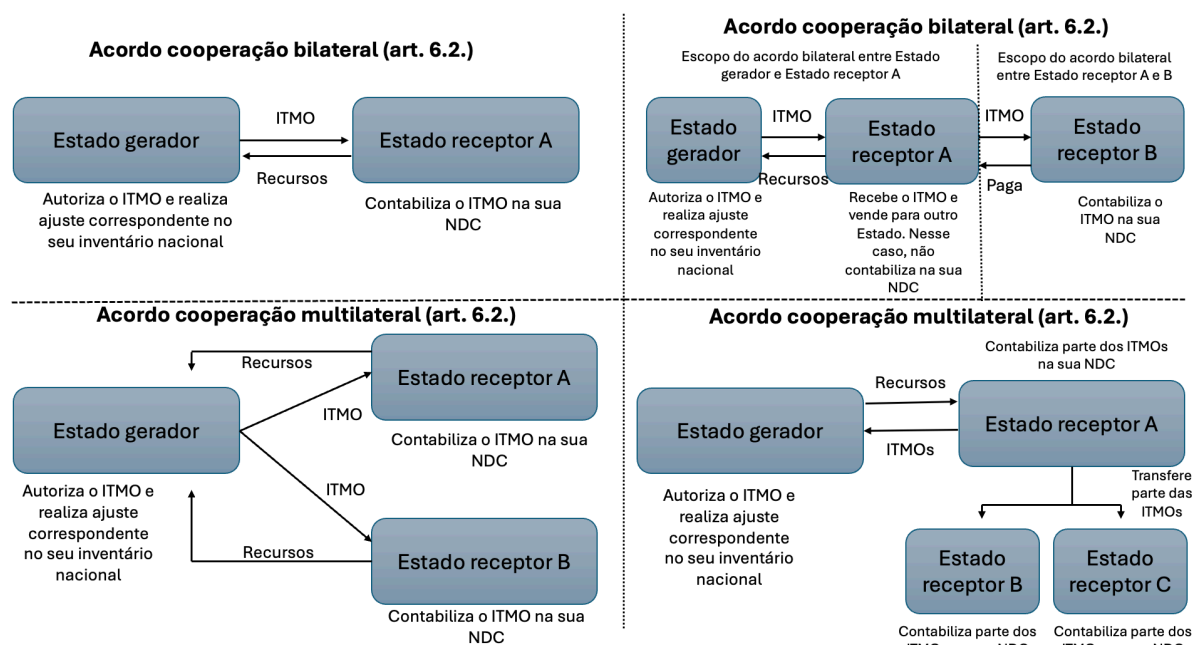 Acordo cooperação bilateral (art. 6.2.)
Estado gerador
ITMO
Recursos
Estado receptor A
Autoriza o ITMO e realiza
ajuste correspondente no
seu inventário nacional
Contabiliza o ITMO na sua
NDC
Acordo cooperação bilateral (art. 6.2.)
Escopo do acordo bilateral entre Estado
gerador e Estado receptor A
Escopo do acordo bilateral
entre Estado receptor A e B
Estado
gerador
ITMO
Recursos
Estado
receptor A
ITMO
Paga
Estado
receptor B
Autoriza o ITMO e
realiza ajuste
correspondente
no seu inventário
nacional
Recebe o ITMO e
vende para outro
Estado. Nesse
caso, não
contabiliza na sua
NDC
Contabiliza o
ITMO na sua
NDC
Acordo cooperação multilateral (art. 6.2.)
Recursos
Estado receptor A
ITMO
Contabiliza o ITMO na sua
NDC
Estado gerador
Autoriza o ITMO e
realiza ajuste
correspondente
no seu inventário
nacional
ITMO
Recursos
Estado receptor B
Contabiliza o ITMO na sua
NDC
Acordo cooperação multilateral (art. 6.2.)
Contabiliza parte dos ITMOs
na sua NDC
Estado gerador
Recursos
ITMOs
Estado receptor A
Autoriza o ITMO e
realiza ajuste
correspondente
no seu inventário
nacional
Transfere
parte das
ITMOs
Estado
receptor B
Estado
receptor C
Contabiliza parte dos
Contabiliza parte dos